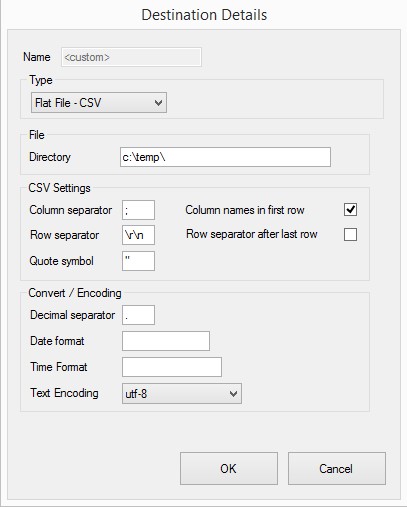 Destination Details
Name <custom>
Type
Flat File - CSV
File
Directory c:\temp\
CSV Settings
Column separator ; Column names in first row
Row separator \r\n Row separator after last row
Quote symbol "
Convert / Encoding
Decimal separator .
Date format
Time Format
Text Encoding utf-8
OK Cancel